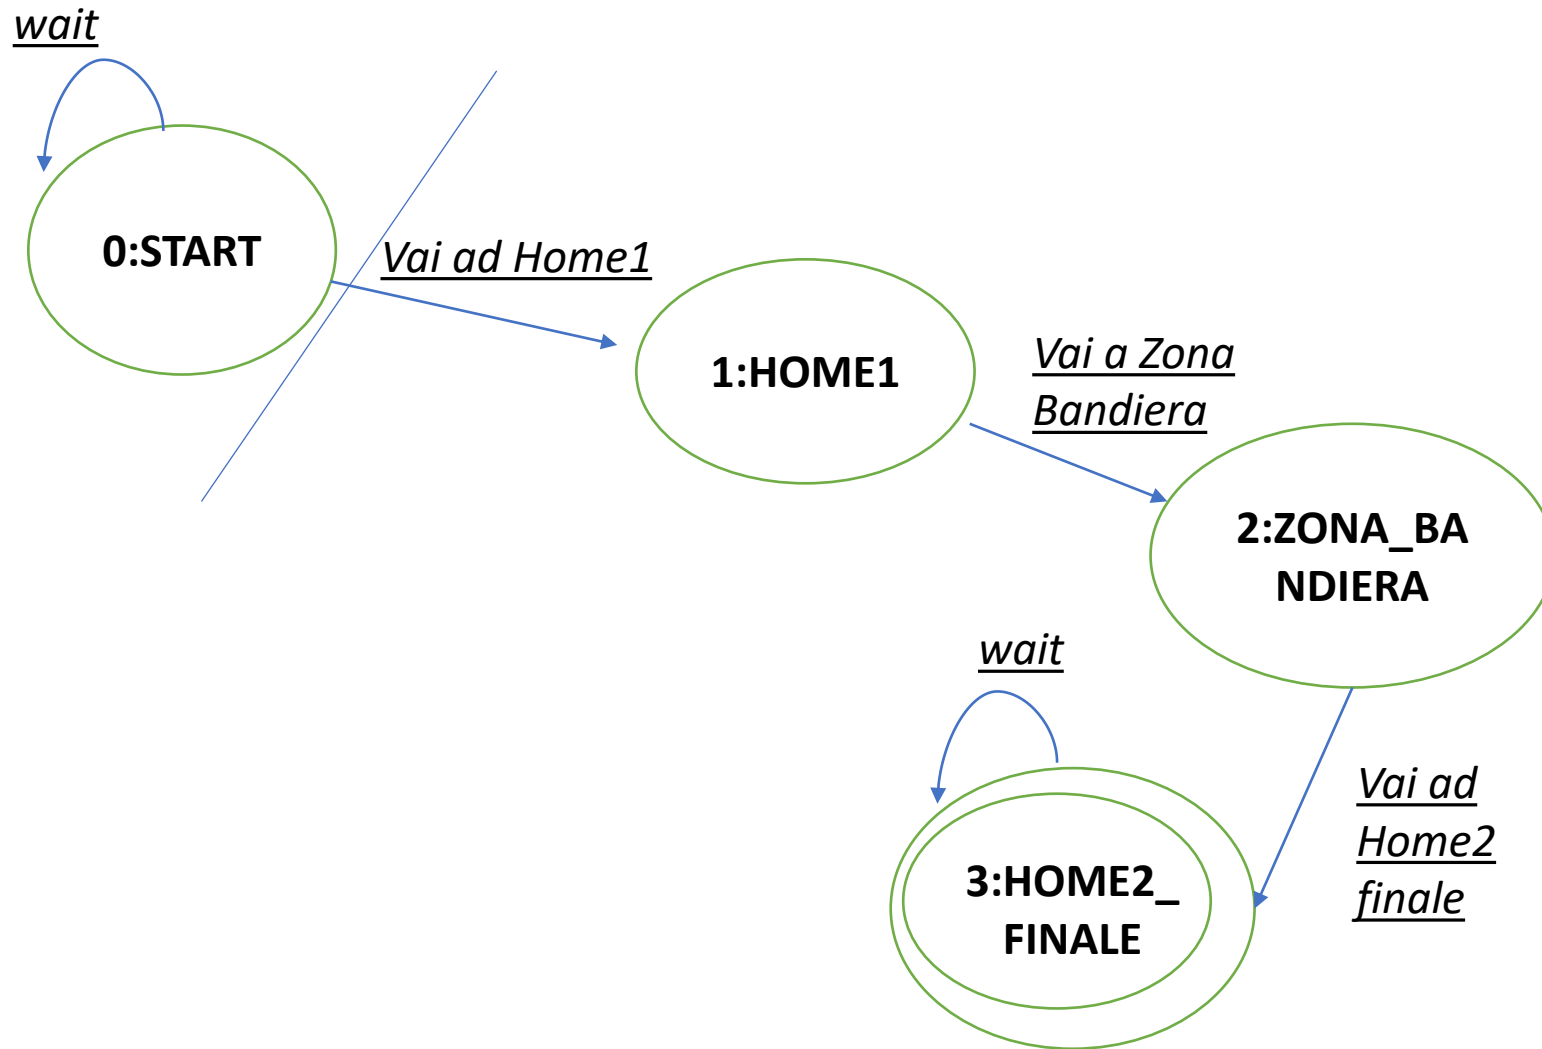 wait
0:START
Vai ad Home1
1:HOME1
Vai a Zona
Bandiera
2:ZONA_BA
NDIERA
wait
Vai ad
Home2
finale
3:HOME2_
FINALE